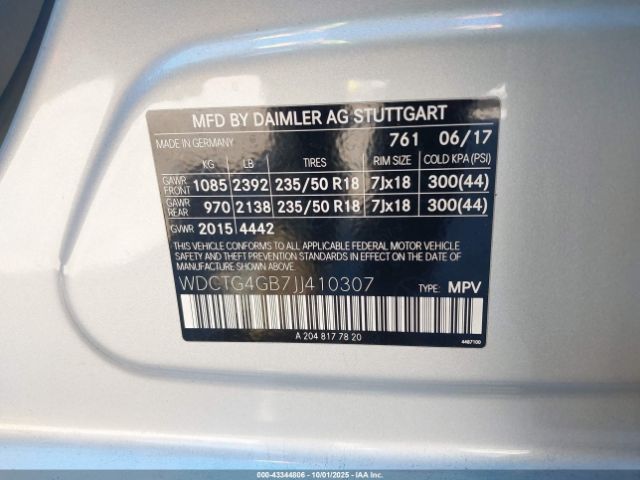 MFD BY DAIMLER AG STUTTGART
MADE IN GERMANY 761 06/17
KG LB TIRES RIM SIZE COLD KPA (PSI)
GAWR FRONT 1085 2392 235/50 R18 7Jx18 300(44)
GAWR REAR 970 2138 235/50 R18 7Jx18 300(44)
GVWR 2015 4442
THIS VEHICLE CONFORMS TO ALL APPLICABLE FEDERAL MOTOR VEHICLE
SAFETY AND THEFT PREVENTION STANDARDS IN EFFECT ON THE DATE
OF MANUFACTURE SHOWN ABOVE.
WDCTG4GB7JJ410307 TYPE: MPV
A 204 817 78 20
4487100
000-43344806 - 10/01/2025 - IAAI.COM